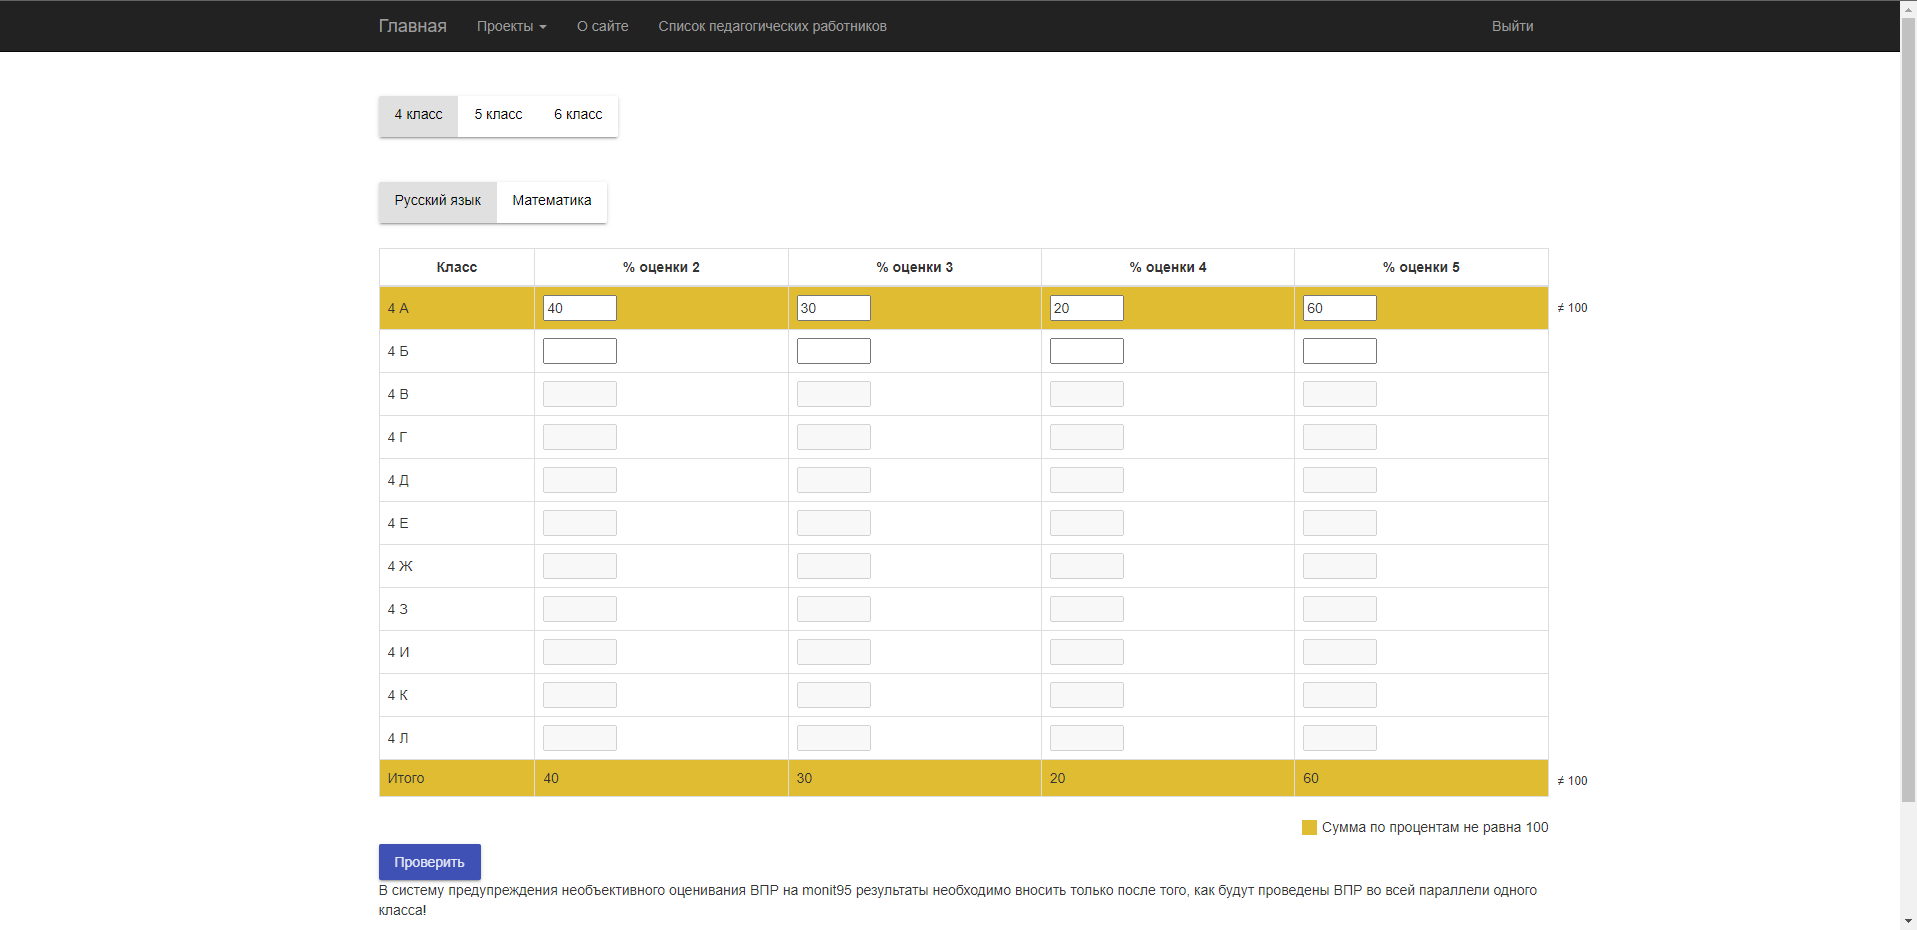 Главная Проекты О сайте Список педагогических работников Выйти
4 класс 5 класс 6 класс
Русский язык Математика
Класс % оценки 2 % оценки 3 % оценки 4 % оценки 5
4 А 40 30 20 60 ≠ 100
4 Б
4 В
4 Г
4 Д
4 Е
4 Ж
4 З
4 И
4 К
4 Л
Итого 40 30 20 60 ≠ 100
Сумма по процентам не равна 100
Проверить
В систему предупреждения необъективного оценивания ВПР на monit95 результаты необходимо вносить только после того, как будут проведены ВПР во всей параллели одного
класса!